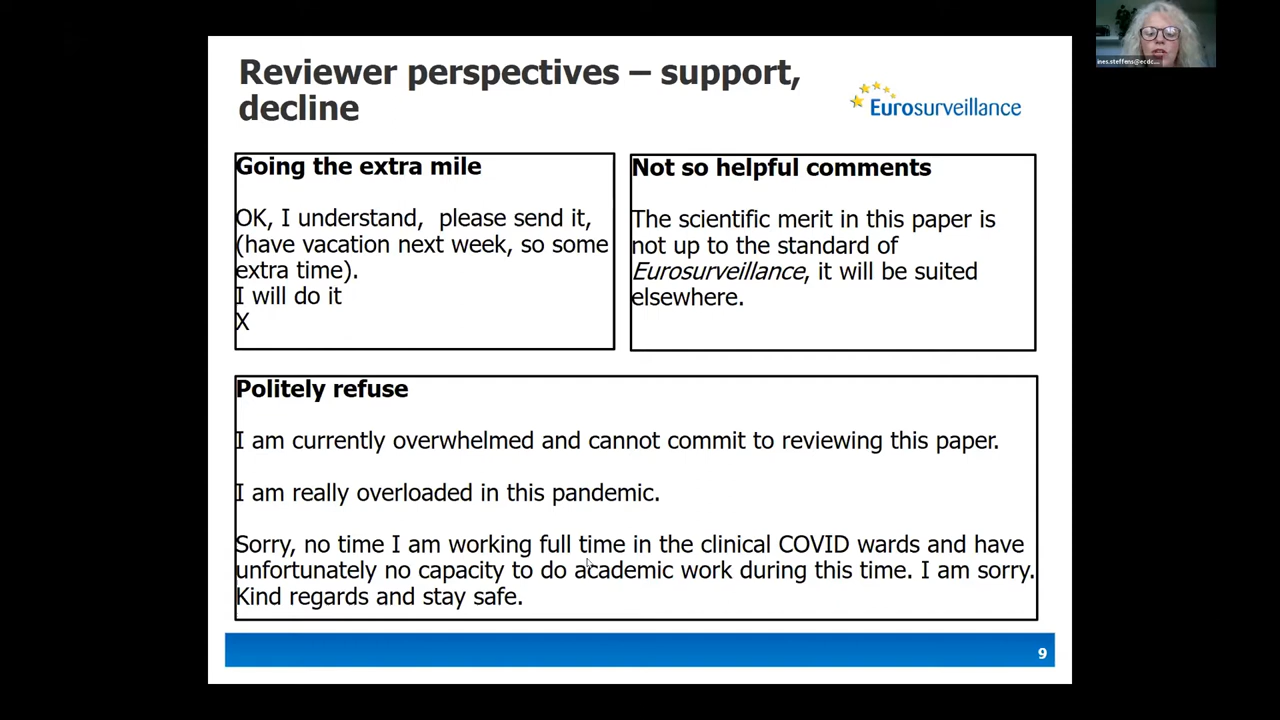 Reviewer perspectives – support,
decline
Eurosurveillance
ines.steffens@ecdc...
Going the extra mile
OK, I understand,  please send it,
(have vacation next week, so some
extra time).
I will do it
X
Not so helpful comments
The scientific merit in this paper is
not up to the standard of
Eurosurveillance, it will be suited
elsewhere.
Politely refuse
I am currently overwhelmed and cannot commit to reviewing this paper.
I am really overloaded in this pandemic.
Sorry, no time I am working full time in the clinical COVID wards and have
unfortunately no capacity to do academic work during this time. I am sorry.
Kind regards and stay safe.
9